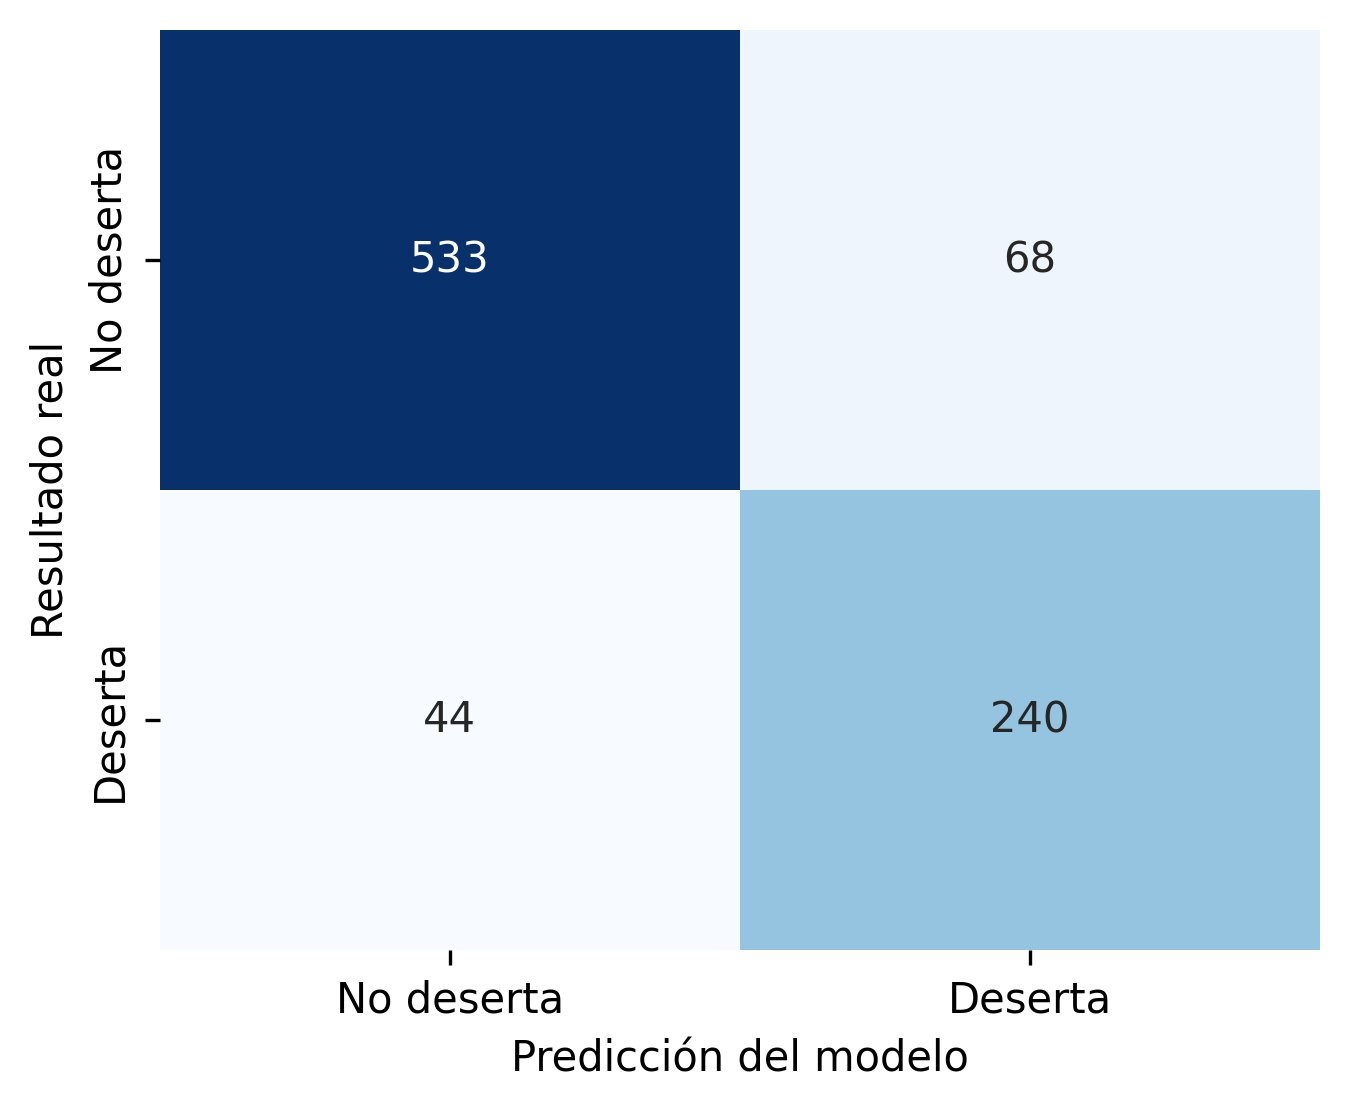 Resultado real
No deserta
533
68
Deserta
44
240
No deserta
Deserta
Predicción del modelo